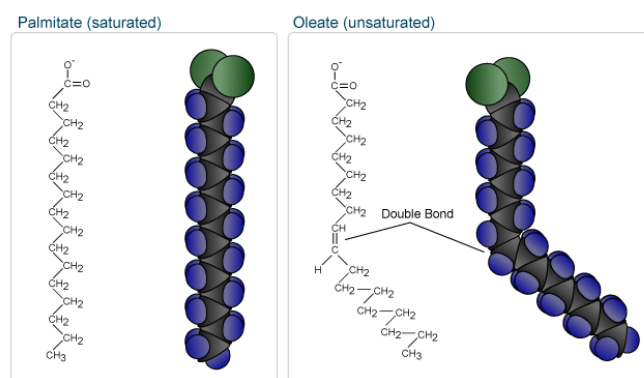 Palmitate (saturated)
O-
C=O
CH2
CH2
CH2
CH2
CH2
CH2
CH2
CH2
CH2
CH2
CH2
CH2
CH2
CH2
CH3
Oleate (unsaturated)
O-
C=O
CH2
CH2
CH2
CH2
CH2
CH2
CH2
CH
Double Bond
C
H CH2
CH2 CH2
CH2 CH2
CH2 CH2
CH3